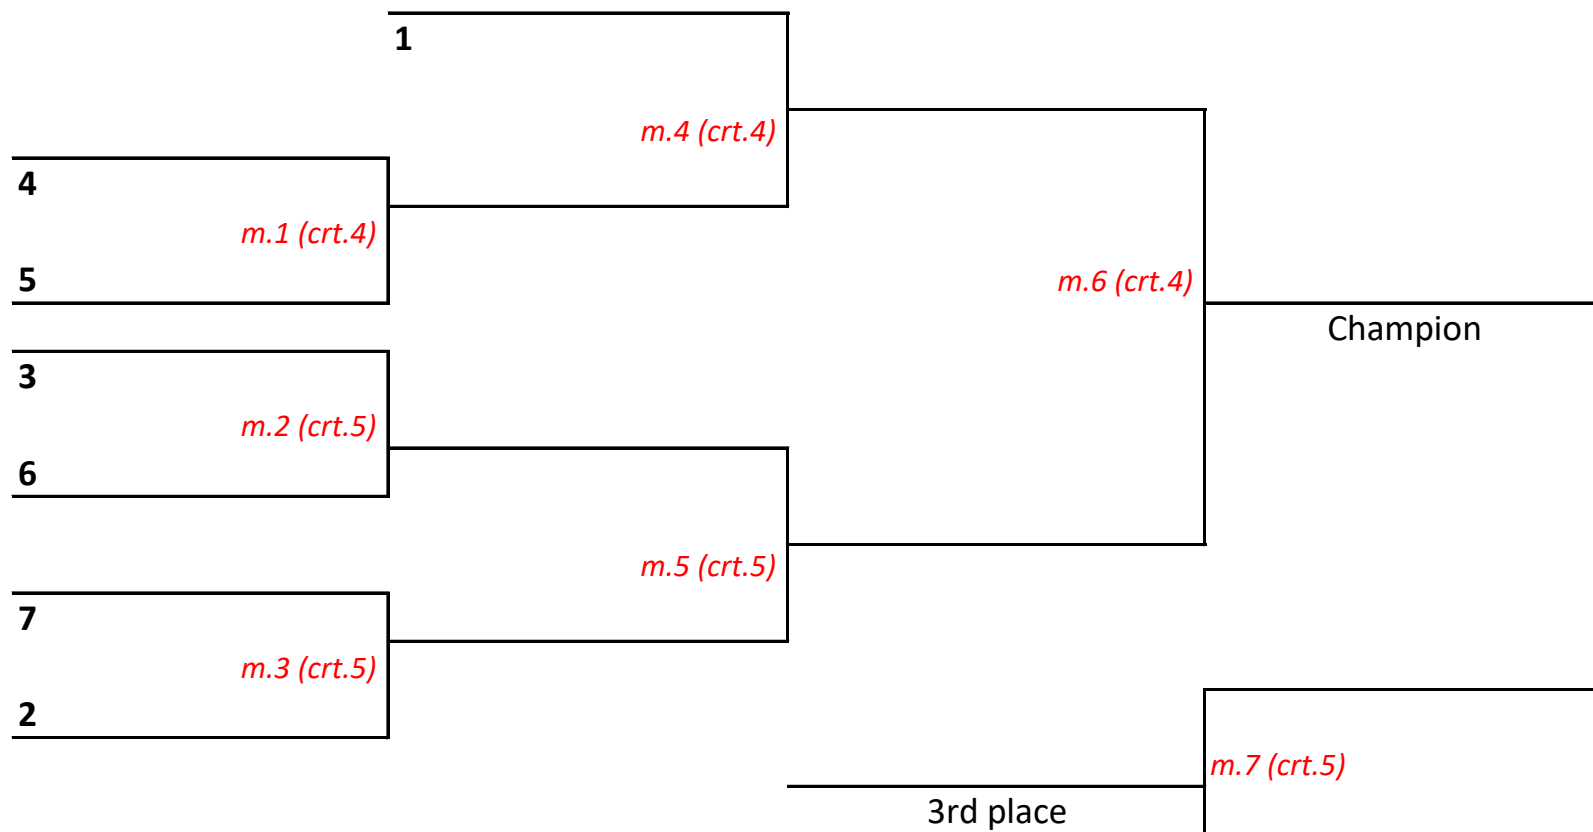 1
m.4 (crt.4)
4
m.1 (crt.4)
5
m.6 (crt.4)
Champion
3
m.2 (crt.5)
6
m.5 (crt.5)
7
m.3 (crt.5)
2
m.7 (crt.5)
3rd place